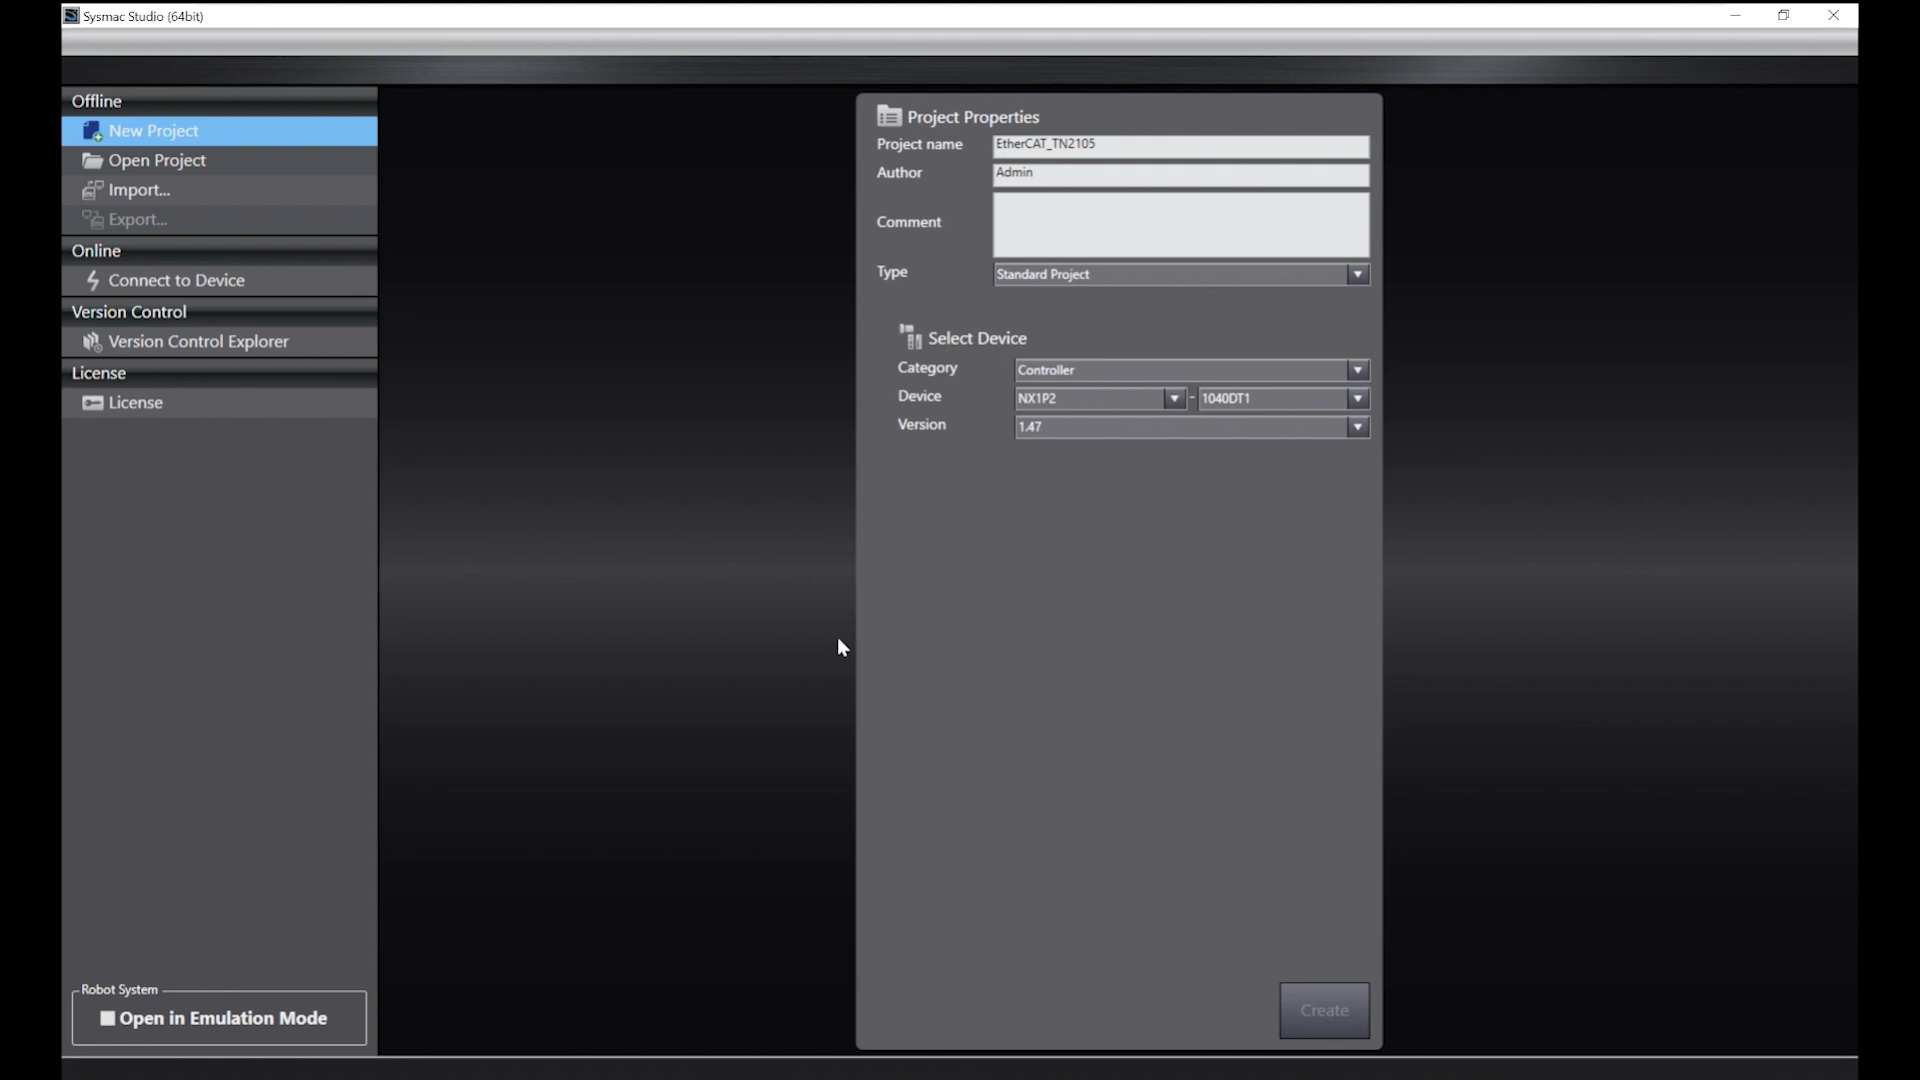 Sysmac Studio (64bit)
Offline
New Project
Open Project
Import...
Export...
Online
Connect to Device
Version Control
Version Control Explorer
License
License
Robot System
Open in Emulation Mode
Project Properties
Project name EtherCAT_TN2105
Author Admin
Comment
Type Standard Project
Select Device
Category Controller
Device NX1P2 - 1040DT1
Version 1.47
Create